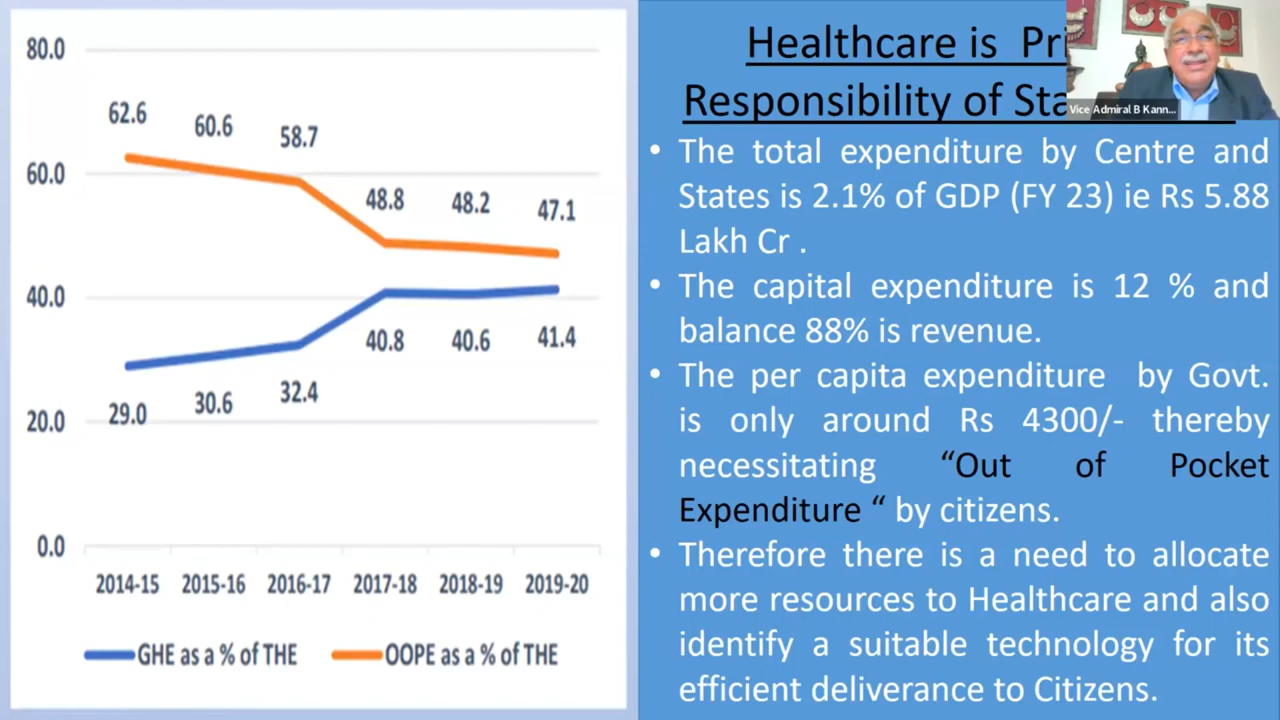 80.0
60.0
40.0
20.0
0.0
62.6
60.6
58.7
48.8
48.2
47.1
29.0
30.6
32.4
40.8
40.6
41.4
2014-15 2015-16 2016-17 2017-18 2018-19 2019-20
GHE as a % of THE OOPE as a % of THE
Healthcare is Pr
Responsibility of Sta
Vice Admiral B Kann...
• The total expenditure by Centre and
States is 2.1% of GDP (FY 23) ie Rs 5.88
Lakh Cr .
• The capital expenditure is 12 % and
balance 88% is revenue.
• The per capita expenditure by Govt.
is only around Rs 4300/- thereby
necessitating “Out of Pocket
Expenditure “ by citizens.
• Therefore there is a need to allocate
more resources to Healthcare and also
identify a suitable technology for its
efficient deliverance to Citizens.